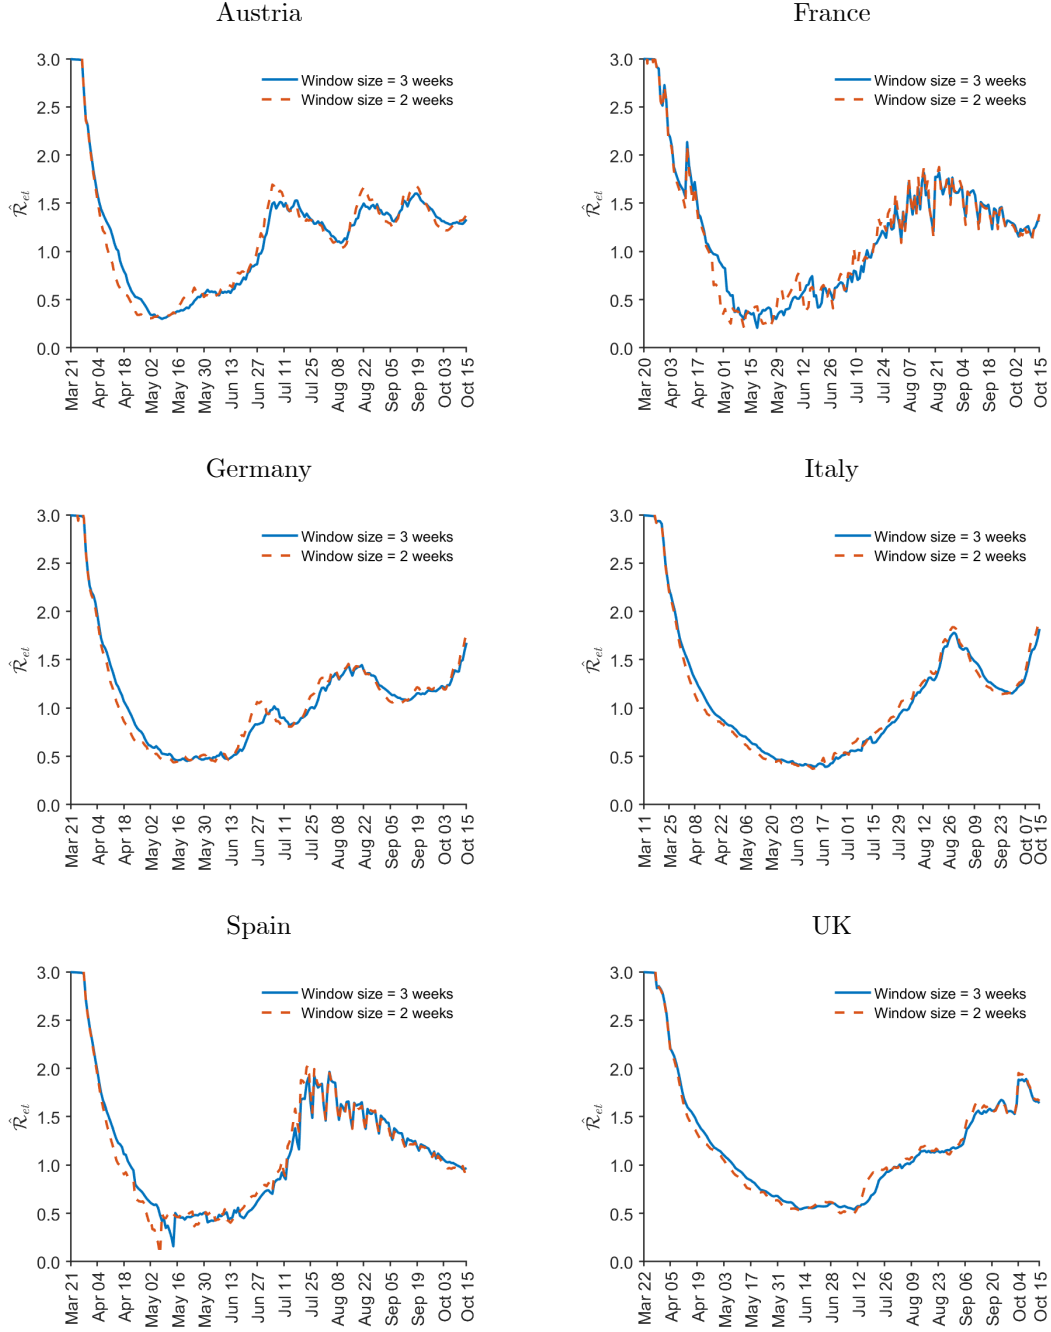 Austria
3.0
2.5
2.0
1.5
1.0
0.5
0.0
R̂et
Window size = 3 weeks
Window size = 2 weeks
Mar 21
Apr 04
Apr 18
May 02
May 16
May 30
Jun 13
Jun 27
Jul 11
Jul 25
Aug 08
Aug 22
Sep 05
Sep 19
Oct 03
Oct 15
France
3.0
2.5
2.0
1.5
1.0
0.5
0.0
R̂et
Window size = 3 weeks
Window size = 2 weeks
Mar 20
Apr 03
Apr 17
May 01
May 15
May 29
Jun 12
Jun 26
Jul 10
Jul 24
Aug 07
Aug 21
Sep 04
Sep 18
Oct 02
Oct 15
Germany
3.0
2.5
2.0
1.5
1.0
0.5
0.0
R̂et
Window size = 3 weeks
Window size = 2 weeks
Mar 21
Apr 04
Apr 18
May 02
May 16
May 30
Jun 13
Jun 27
Jul 11
Jul 25
Aug 08
Aug 22
Sep 05
Sep 19
Oct 03
Oct 15
Italy
3.0
2.5
2.0
1.5
1.0
0.5
0.0
R̂et
Window size = 3 weeks
Window size = 2 weeks
Mar 11
Mar 25
Apr 08
Apr 22
May 06
May 20
Jun 03
Jun 17
Jul 01
Jul 15
Jul 29
Aug 12
Aug 26
Sep 09
Sep 23
Oct 07
Oct 15
Spain
3.0
2.5
2.0
1.5
1.0
0.5
0.0
R̂et
Window size = 3 weeks
Window size = 2 weeks
Mar 21
Apr 04
Apr 18
May 02
May 16
May 30
Jun 13
Jun 27
Jul 11
Jul 25
Aug 08
Aug 22
Sep 05
Sep 19
Oct 03
Oct 15
UK
3.0
2.5
2.0
1.5
1.0
0.5
0.0
R̂et
Window size = 3 weeks
Window size = 2 weeks
Mar 22
Apr 05
Apr 19
May 03
May 17
May 31
Jun 14
Jun 28
Jul 12
Jul 26
Aug 09
Aug 23
Sep 06
Sep 20
Oct 04
Oct 15